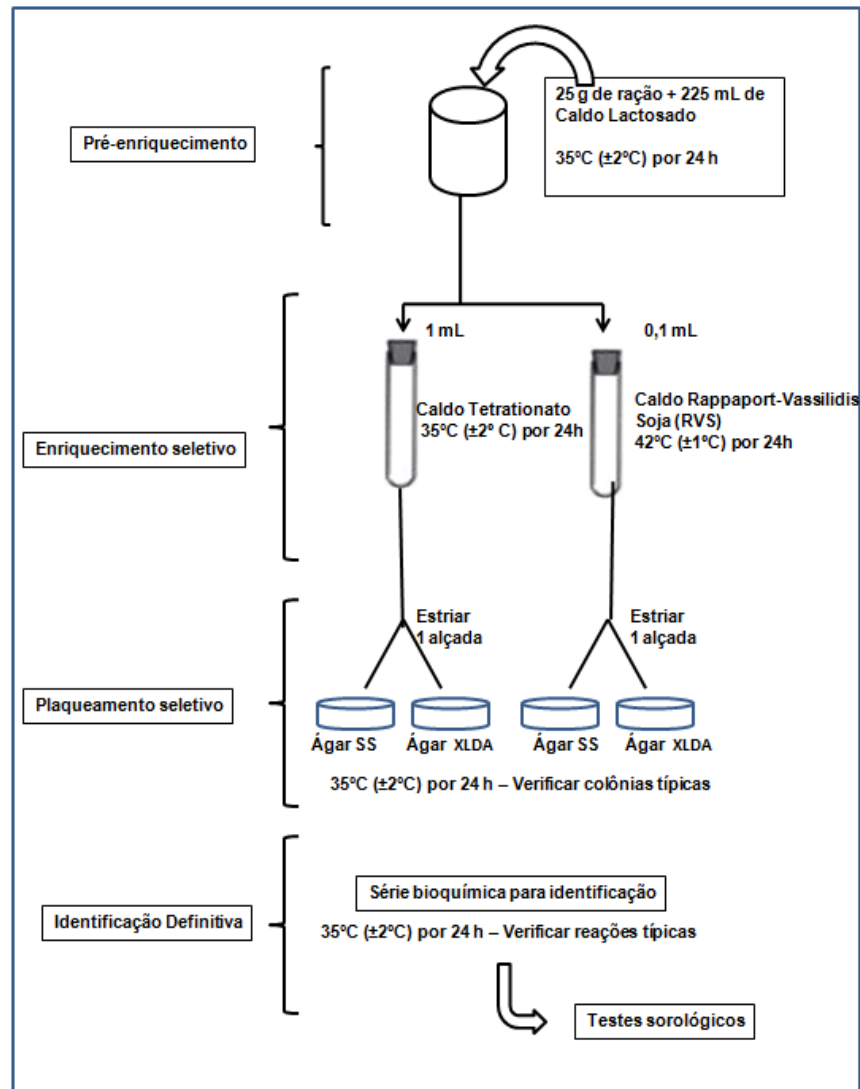 25 g de ração + 225 mL de
Caldo Lactosado
35ºC (±2ºC) por 24 h
Pré-enriquecimento
1 mL
0,1 mL
Caldo Tetrationato
35ºC (±2º C) por 24h
Caldo Rappaport-Vassilidis
Soja (RVS)
42ºC (±1ºC) por 24h
Enriquecimento seletivo
Estriar
1 alçada
Estriar
1 alçada
Plaqueamento seletivo
Ágar SS
Ágar XLDA
Ágar SS
Ágar XLDA
35ºC (±2ºC) por 24 h – Verificar colônias típicas
Série bioquímica para identificação
Identificação Definitiva
35ºC (±2ºC) por 24 h – Verificar reações típicas
Testes sorológicos